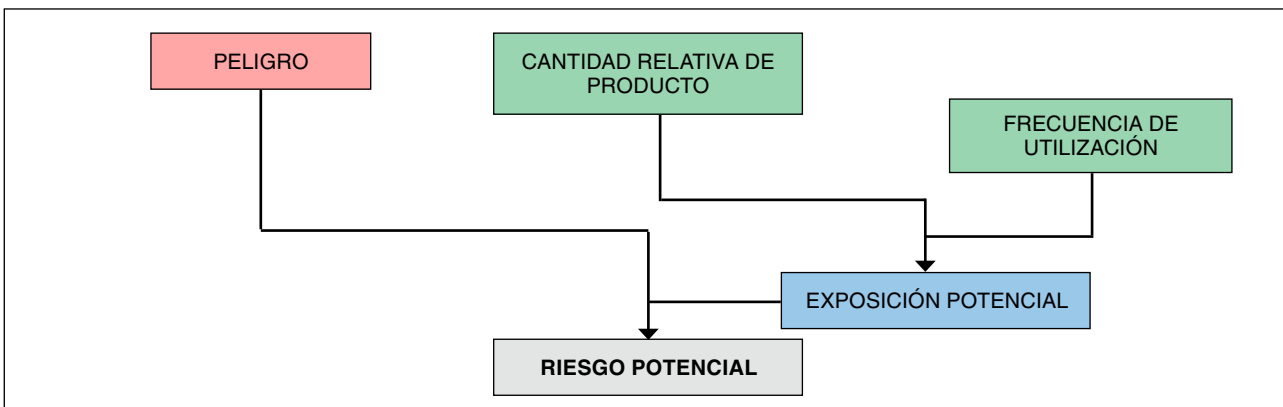 PELIGRO
CANTIDAD RELATIVA DE
PRODUCTO
FRECUENCIA DE
UTILIZACIÓN
EXPOSICIÓN POTENCIAL
RIESGO POTENCIAL